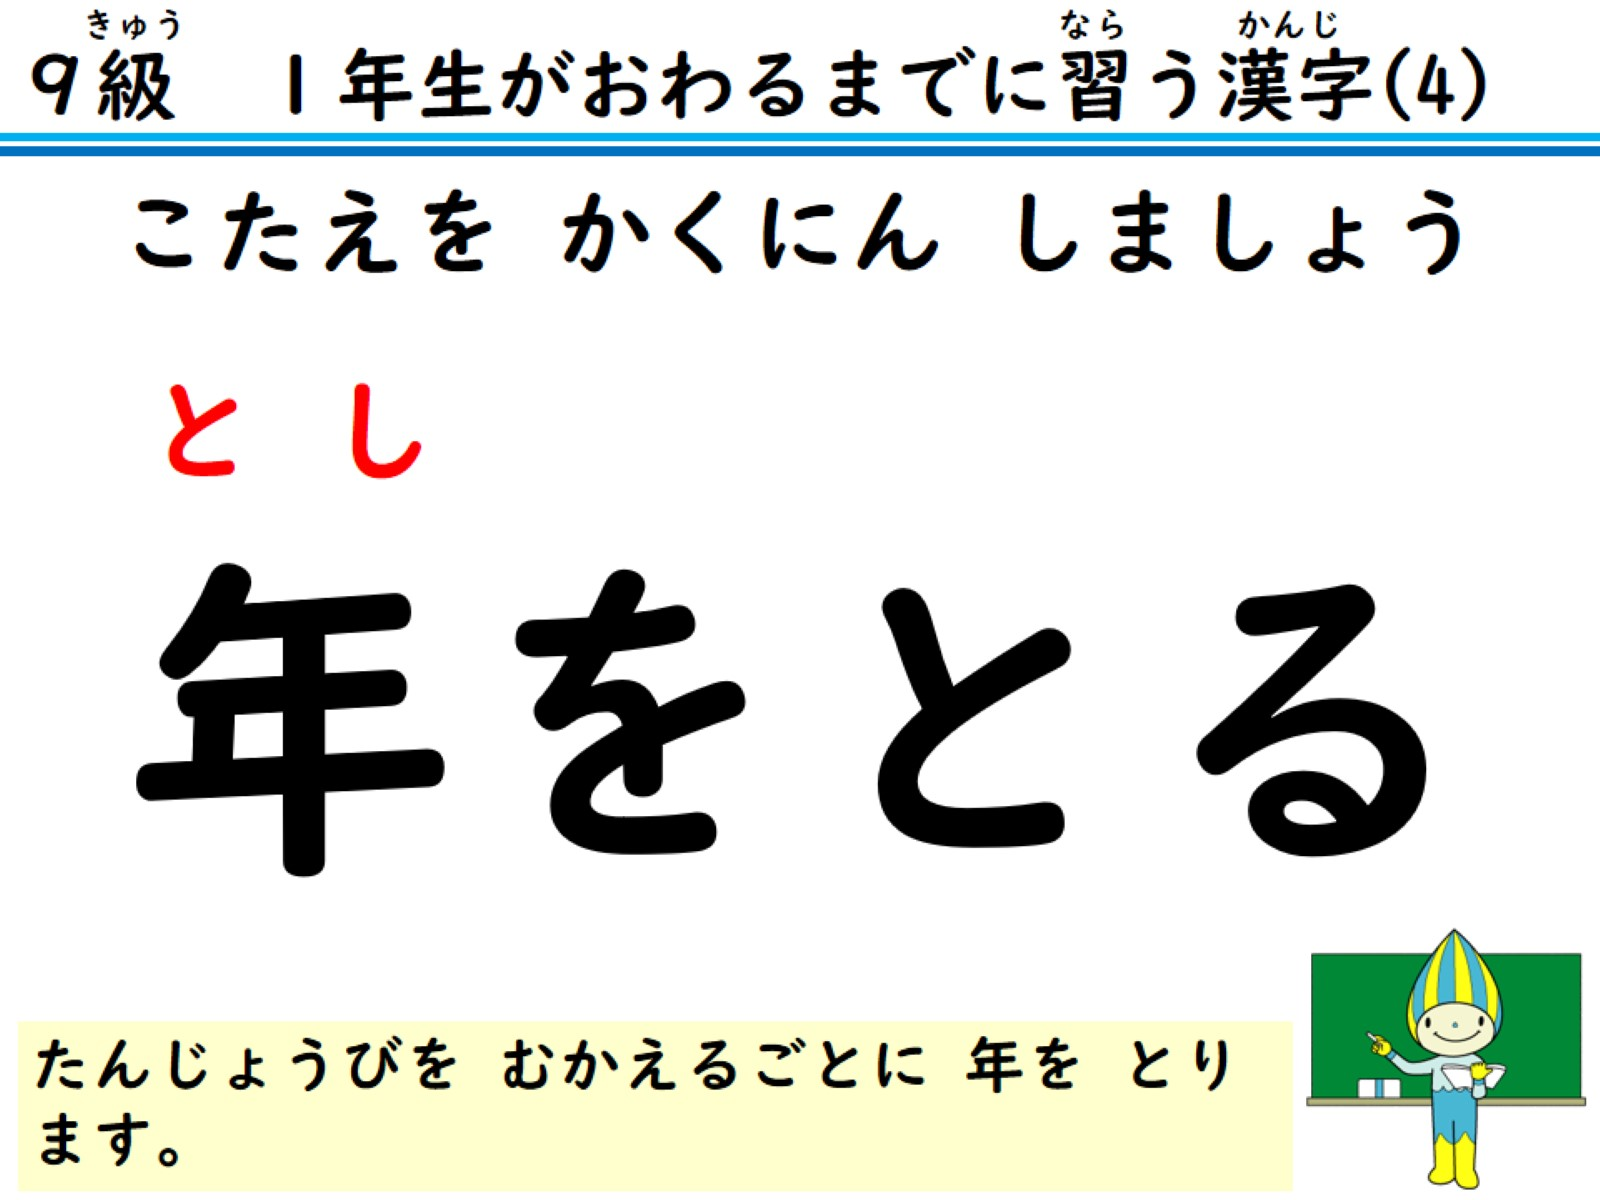 きゅう なら かんじ
9級 1年生がおわるまでに習う漢字(4)
こたえを かくにん しましょう
とし
年をとる
たんじょうびを むかえるごとに 年を とり
ます。